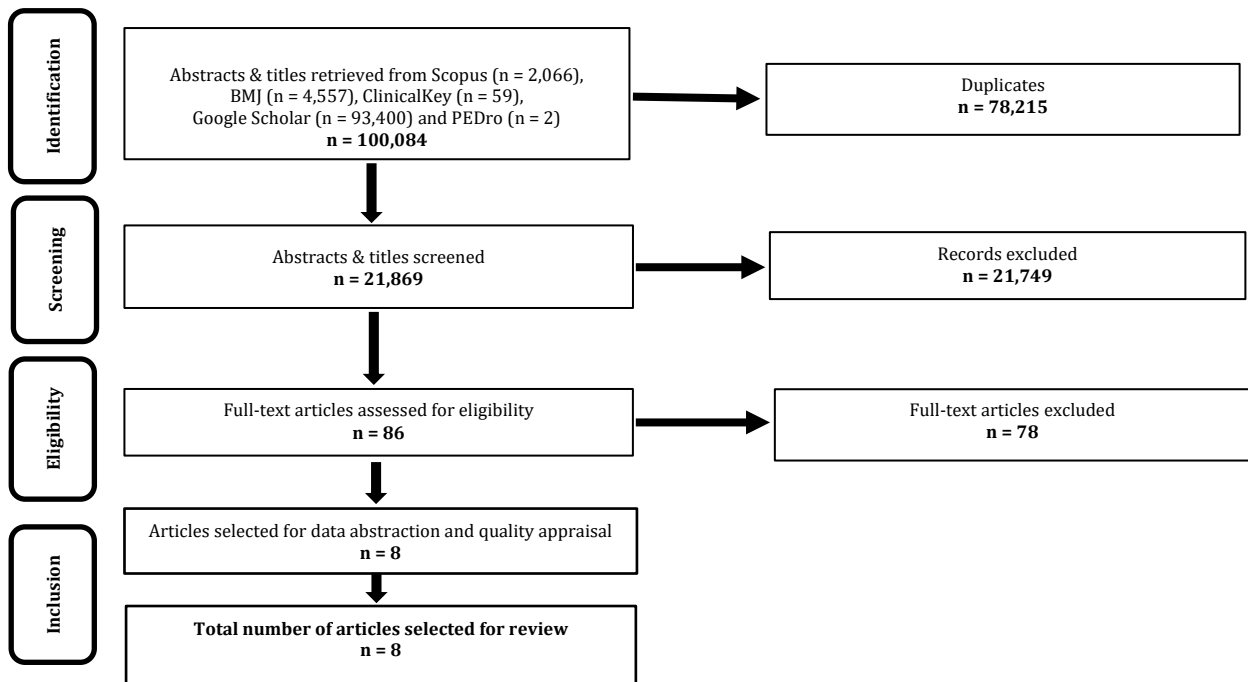 Identification
Abstracts & titles retrieved from Scopus (n = 2,066),
BMJ (n = 4,557), ClinicalKey (n = 59),
Google Scholar (n = 93,400) and PEDro (n = 2)
n = 100,084
Duplicates
n = 78,215
Screening
Abstracts & titles screened
n = 21,869
Records excluded
n = 21,749
Eligibility
Full-text articles assessed for eligibility
n = 86
Full-text articles excluded
n = 78
Inclusion
Articles selected for data abstraction and quality appraisal
n = 8
Total number of articles selected for review
n = 8